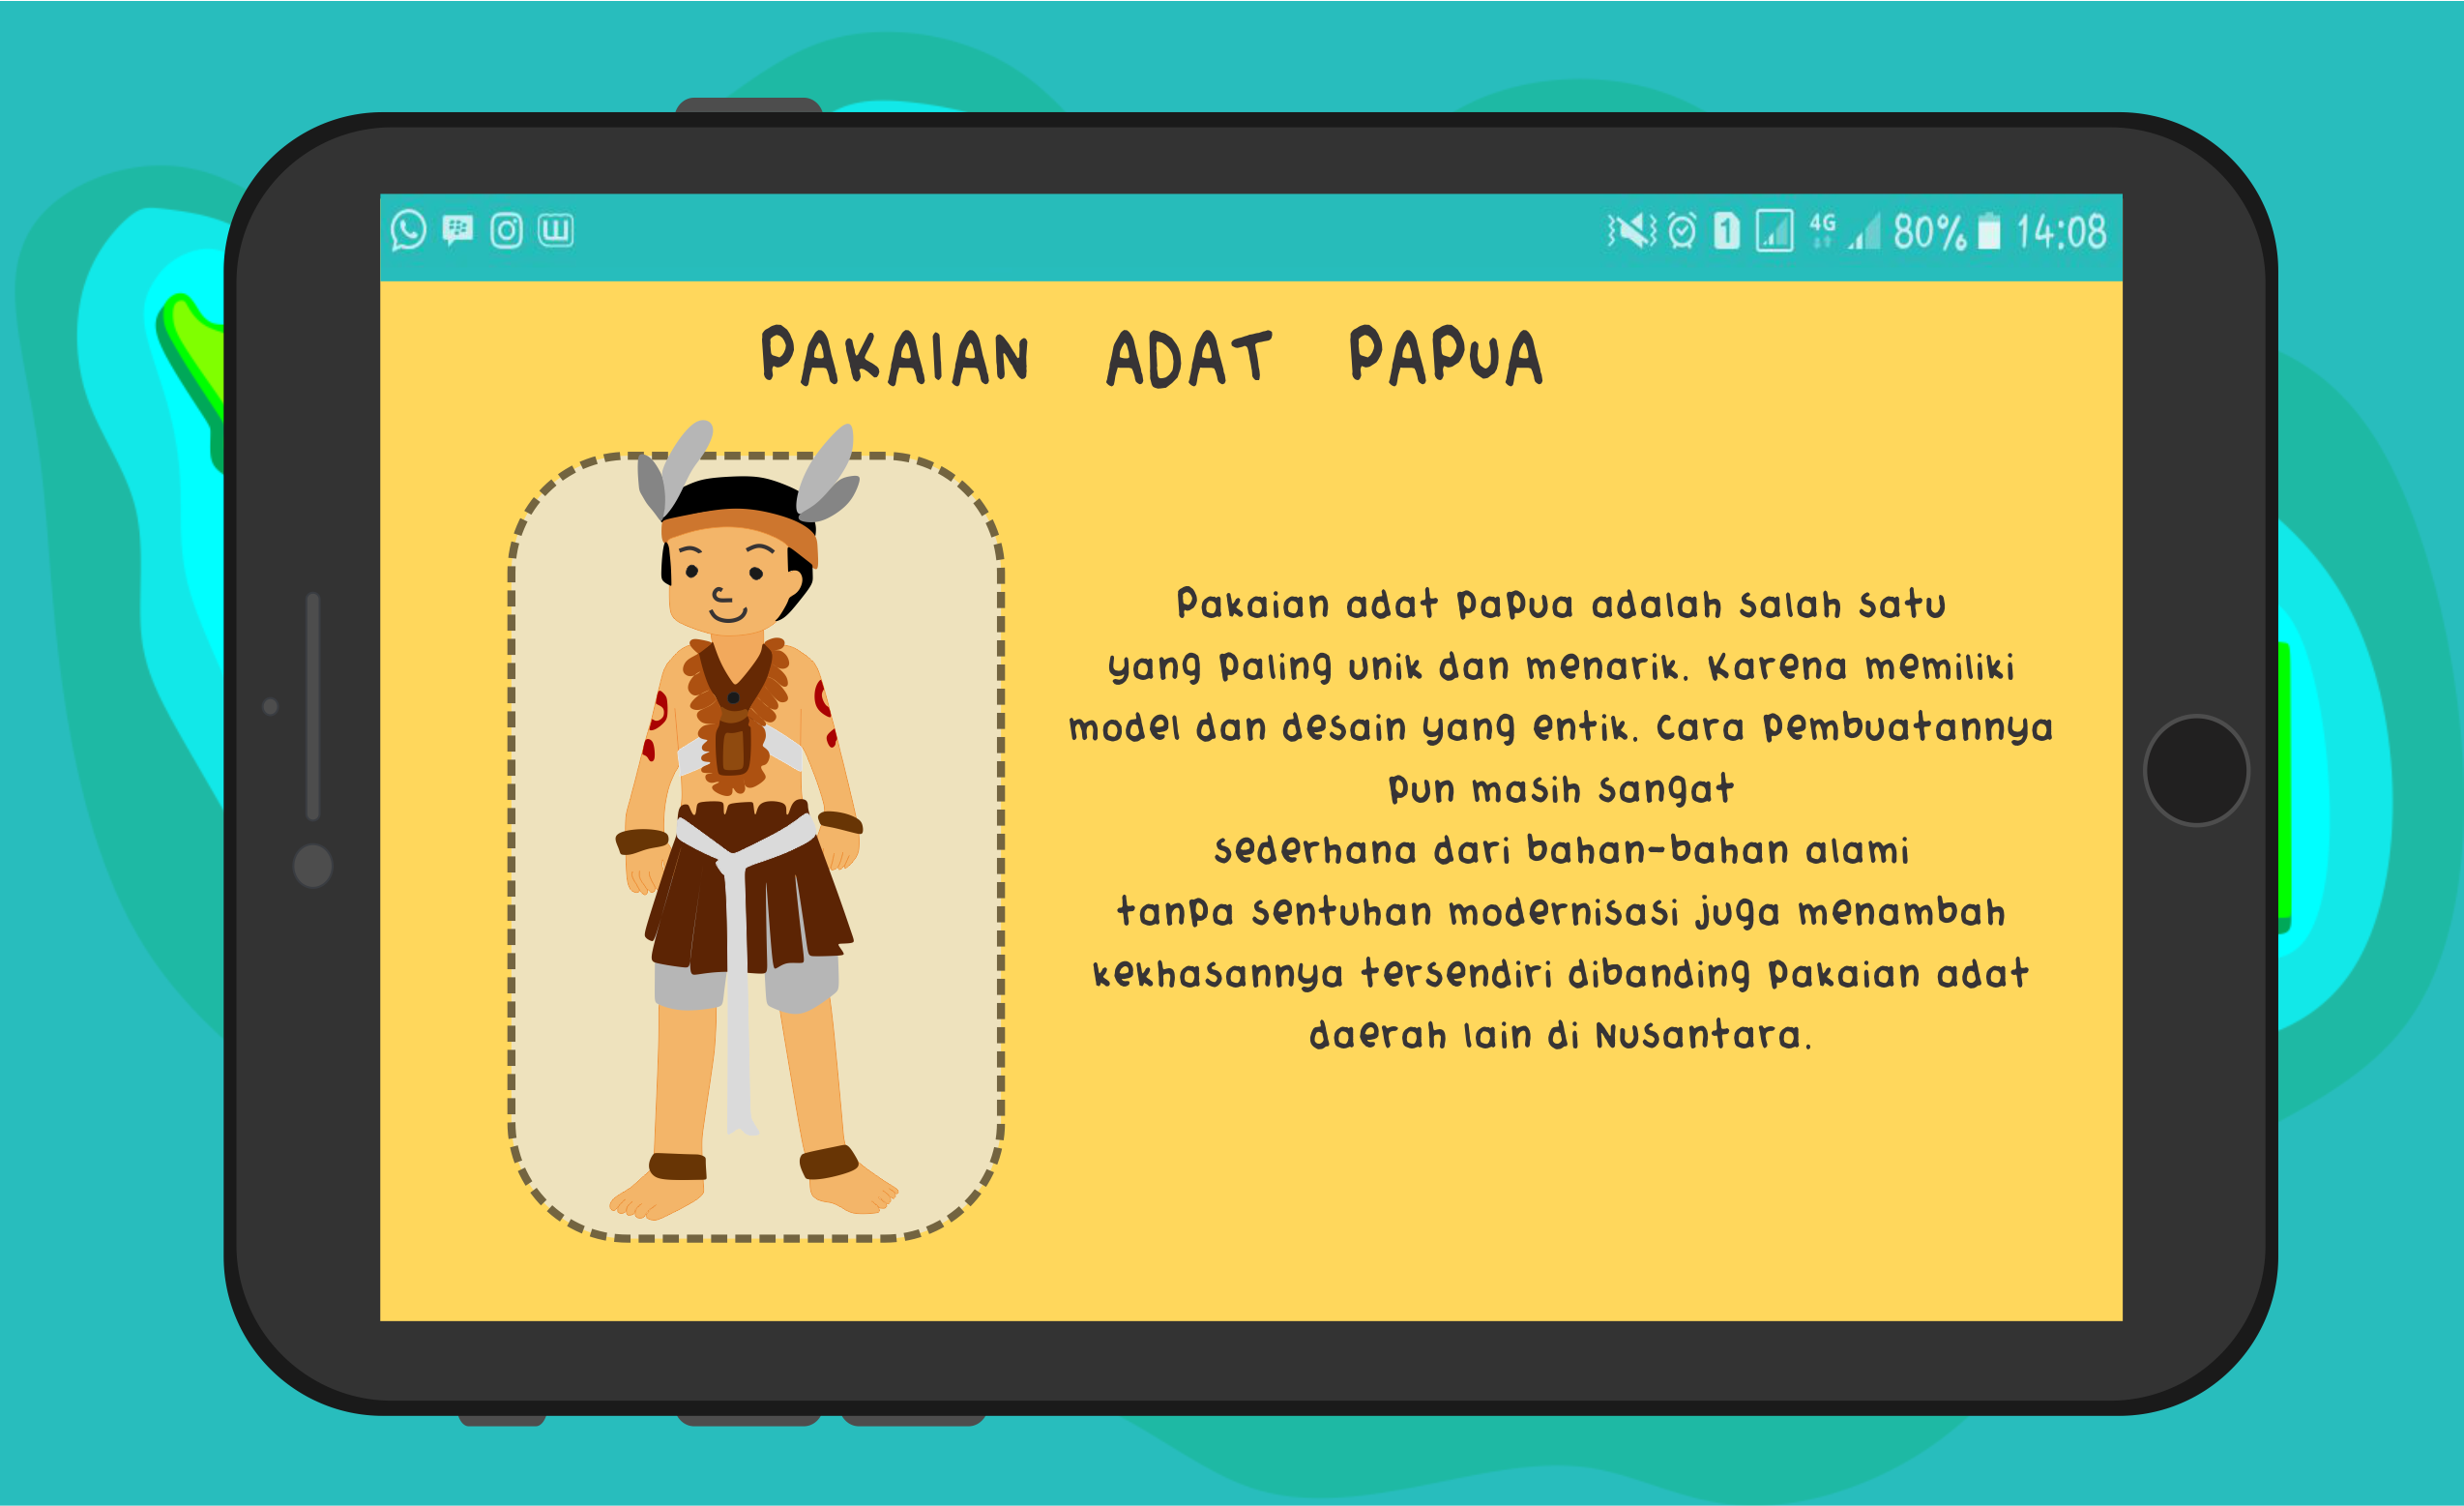 4G 80% 14:08
1
PAKAIAN ADAT PAPUA
Pakaian adat Papua adalah salah satu
yang paling unik dan menarik. Karena memiliki
model dan desain yang entik. Cara pembuatannya
pun masih sangat
sederhana dari bahan-bahan alami
tanpa sentuhan modernisasi juga menambah
kekhasannya tersendiri dibanding pakaian adat
daerah lain di Nusantara.